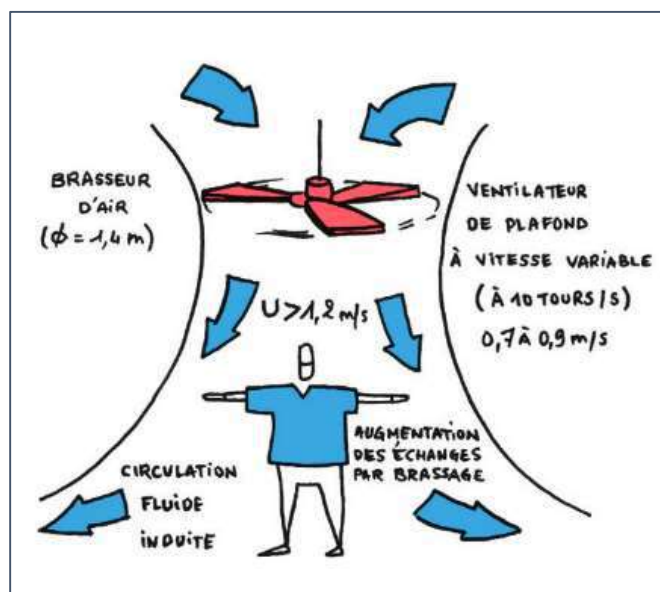 BRASSEUR
D'AIR
(ϕ = 1,4 m)
VENTILATEUR
DE PLAFOND
À VITESSE VARIABLE
(À 10 TOURS/S)
0,7 À 0,9 m/s
U > 1,2 m/s
AUGMENTATION
DES ÉCHANGES
PAR BRASSAGE
CIRCULATION
FLUIDE
INDUITE